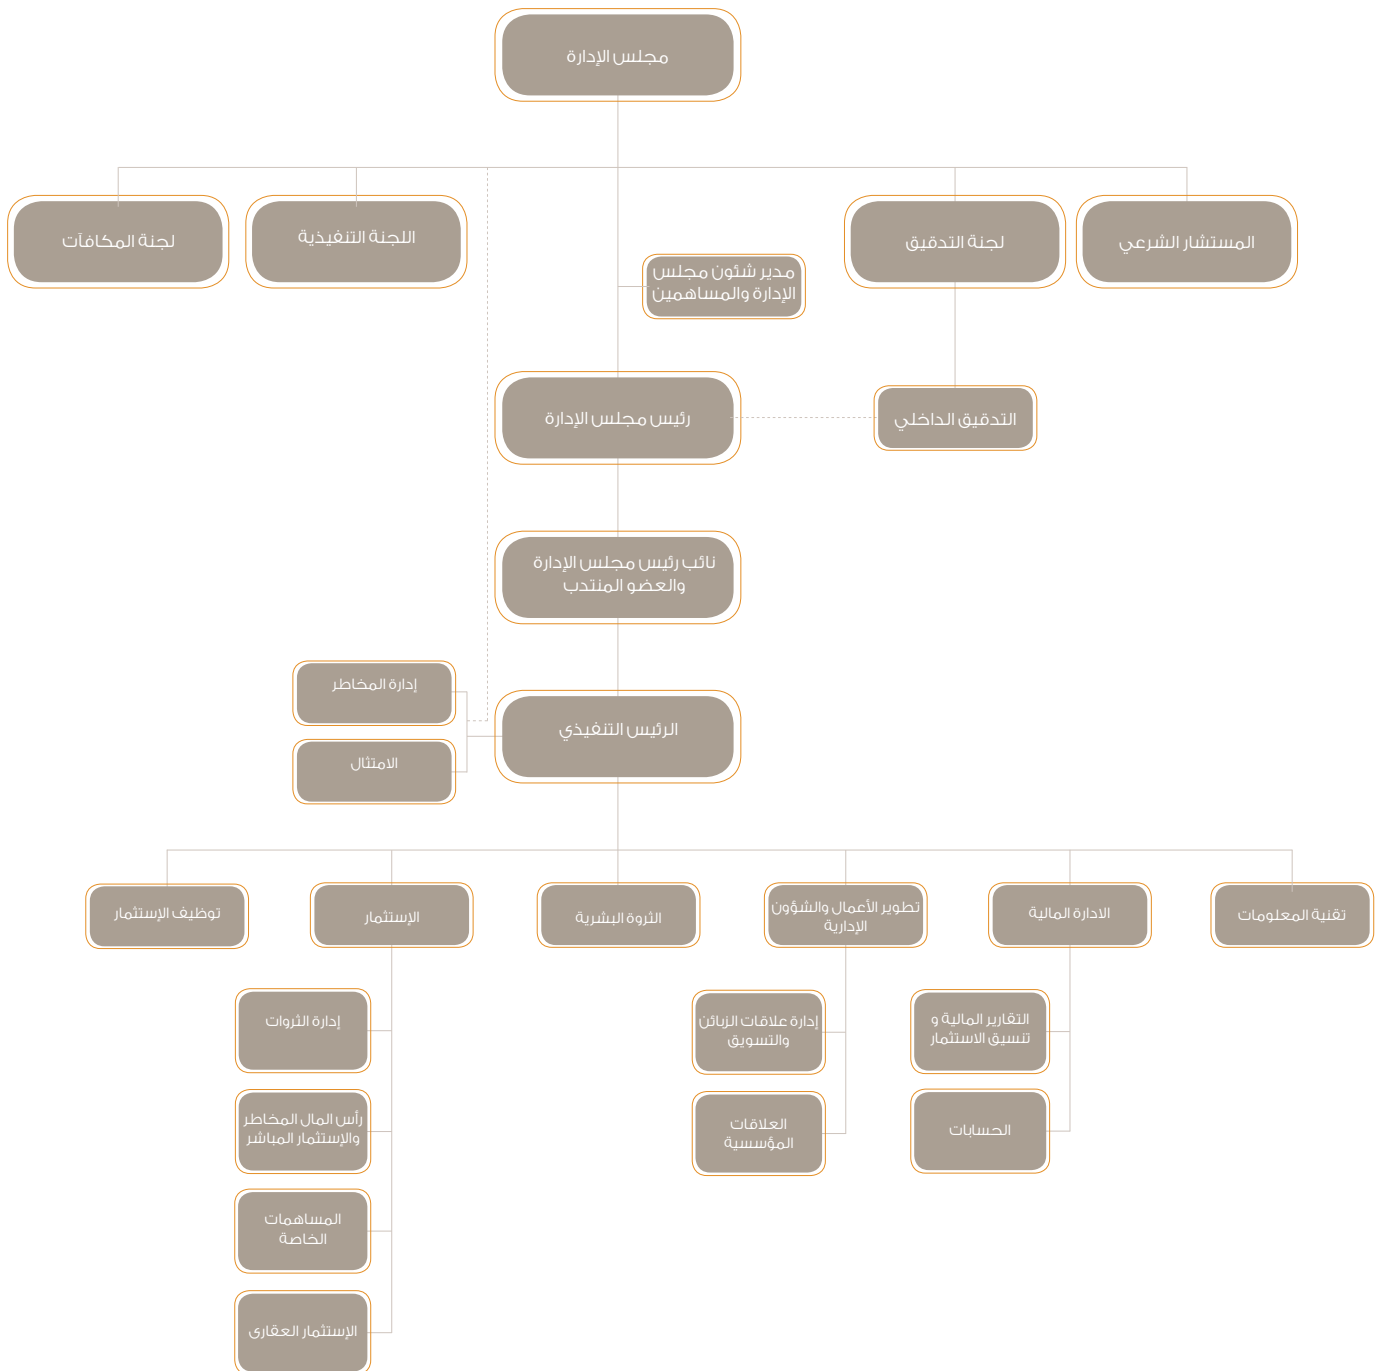 مجلس الإدارة
المستشار الشرعي
لجنة التدقيق
اللجنة التنفيذية
لجنة المكافآت
مدير شئون مجلس
الإدارة والمساهمين
رئيس مجلس الإدارة
التدقيق الداخلي
نائب رئيس مجلس الإدارة
والعضو المنتدب
إدارة المخاطر
الرئيس التنفيذي
الامتثال
تقنية المعلومات
الادارة المالية
تطوير الأعمال والشؤون
الإدارية
الثروة البشرية
الإستثمار
توظيف الإستثمار
التقارير المالية و
تنسيق الاستثمار
إدارة علاقات الزبائن
والتسويق
إدارة الثروات
الحسابات
العلاقات
المؤسسية
رأس المال المخاطر
والإستثمار المباشر
المساهمات
الخاصة
الإستثمار العقارى